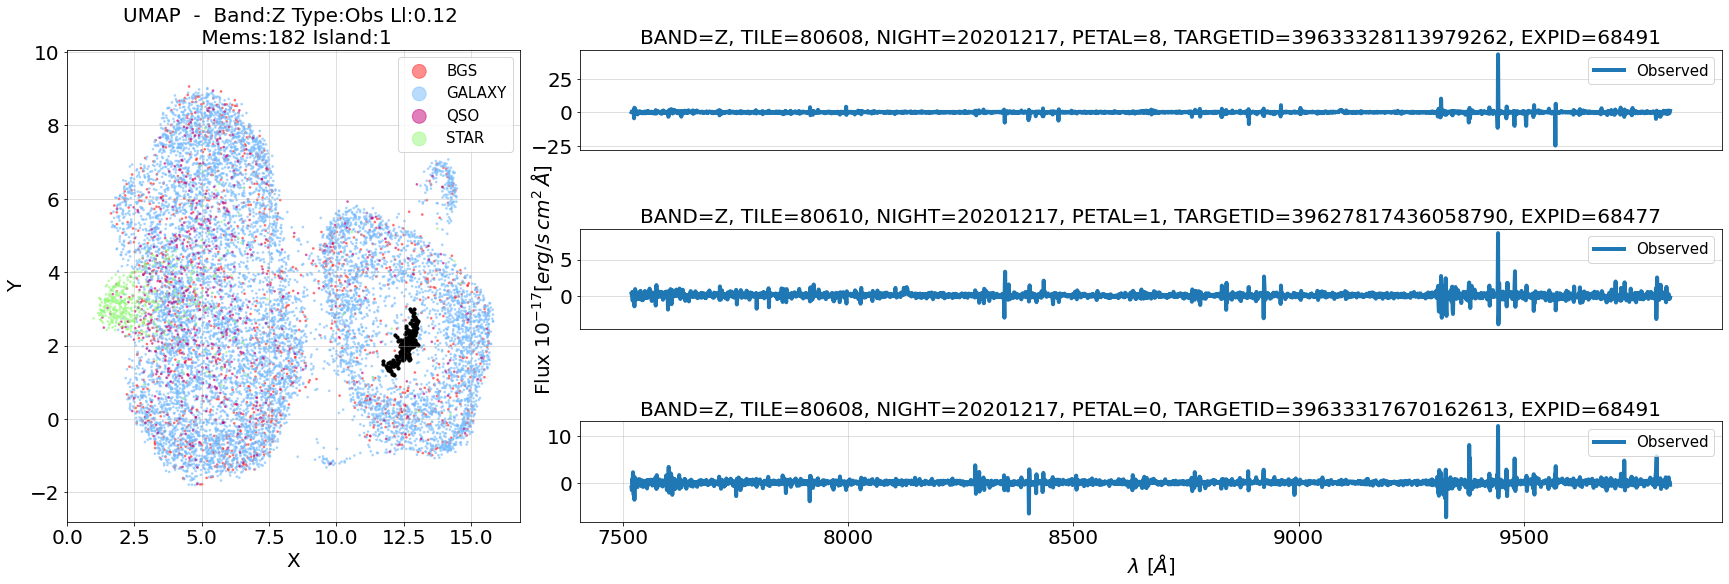 UMAP  -  Band:Z Type:Obs Ll:0.12
Mems:182 Island:1
10
8
6
4
2
0
−2
Y
0.0 2.5 5.0 7.5 10.0 12.5 15.0
X
BGS
GALAXY
QSO
STAR
Flux 10⁻¹⁷[erg/s cm² Å]
BAND=Z, TILE=80608, NIGHT=20201217, PETAL=8, TARGETID=39633328113979262, EXPID=68491
25
0
−25
Observed
BAND=Z, TILE=80610, NIGHT=20201217, PETAL=1, TARGETID=39627817436058790, EXPID=68477
5
0
Observed
BAND=Z, TILE=80608, NIGHT=20201217, PETAL=0, TARGETID=39633317670162613, EXPID=68491
10
0
Observed
7500 8000 8500 9000 9500
λ [Å]